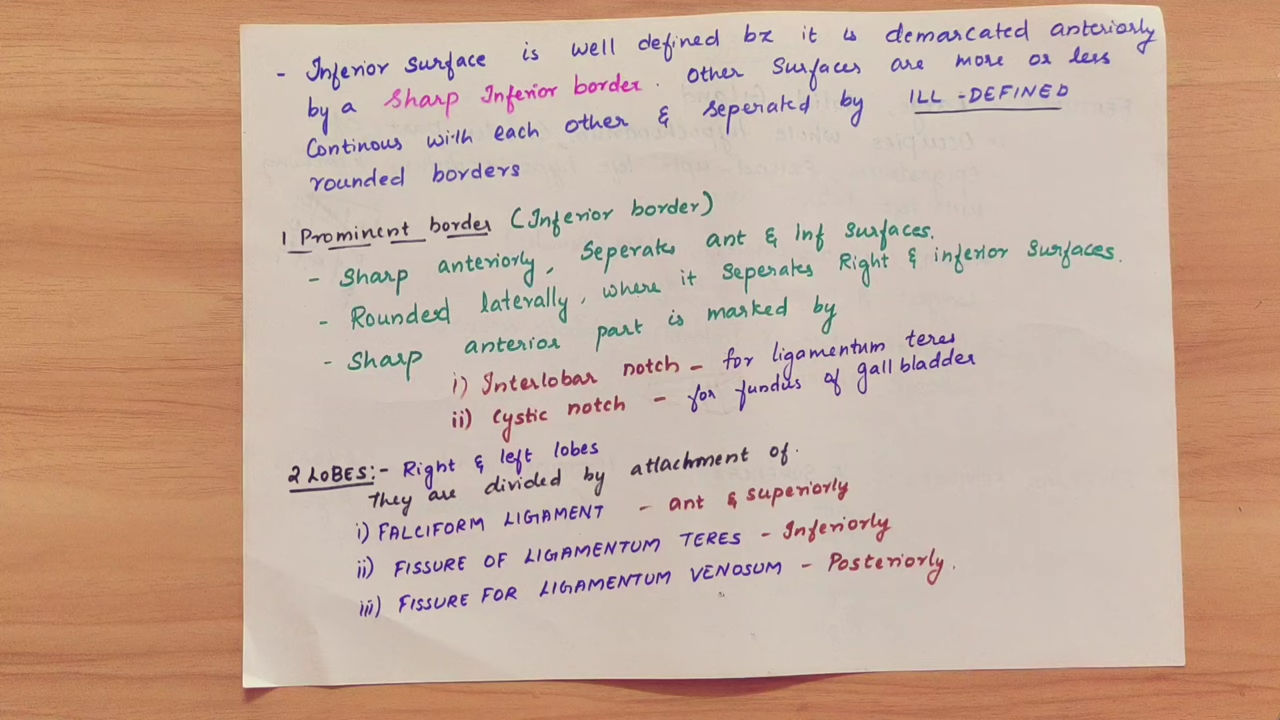 - Inferior surface is well defined bz it is demarcated anteriorly
by a Sharp Inferior border. Other Surfaces are more or less
Continous with each other & seperated by ILL-DEFINED
rounded borders
1 Prominent border (Inferior border)
- Sharp anteriorly, Seperates ant & Inf Surfaces.
- Rounded laterally, where it seperates Right & inferior Surfaces.
- Sharp anterior part is marked by
i) Interlobar notch - for ligamentum teres
ii) Cystic notch - for fundus of gall bladder
2 LOBES:- Right & left lobes
They are divided by attachment of.
i) FALCIFORM LIGAMENT - ant & superiorly
ii) FISSURE OF LIGAMENTUM TERES - Inferiorly
iii) FISSURE FOR LIGAMENTUM VENOSUM - Posteriorly.